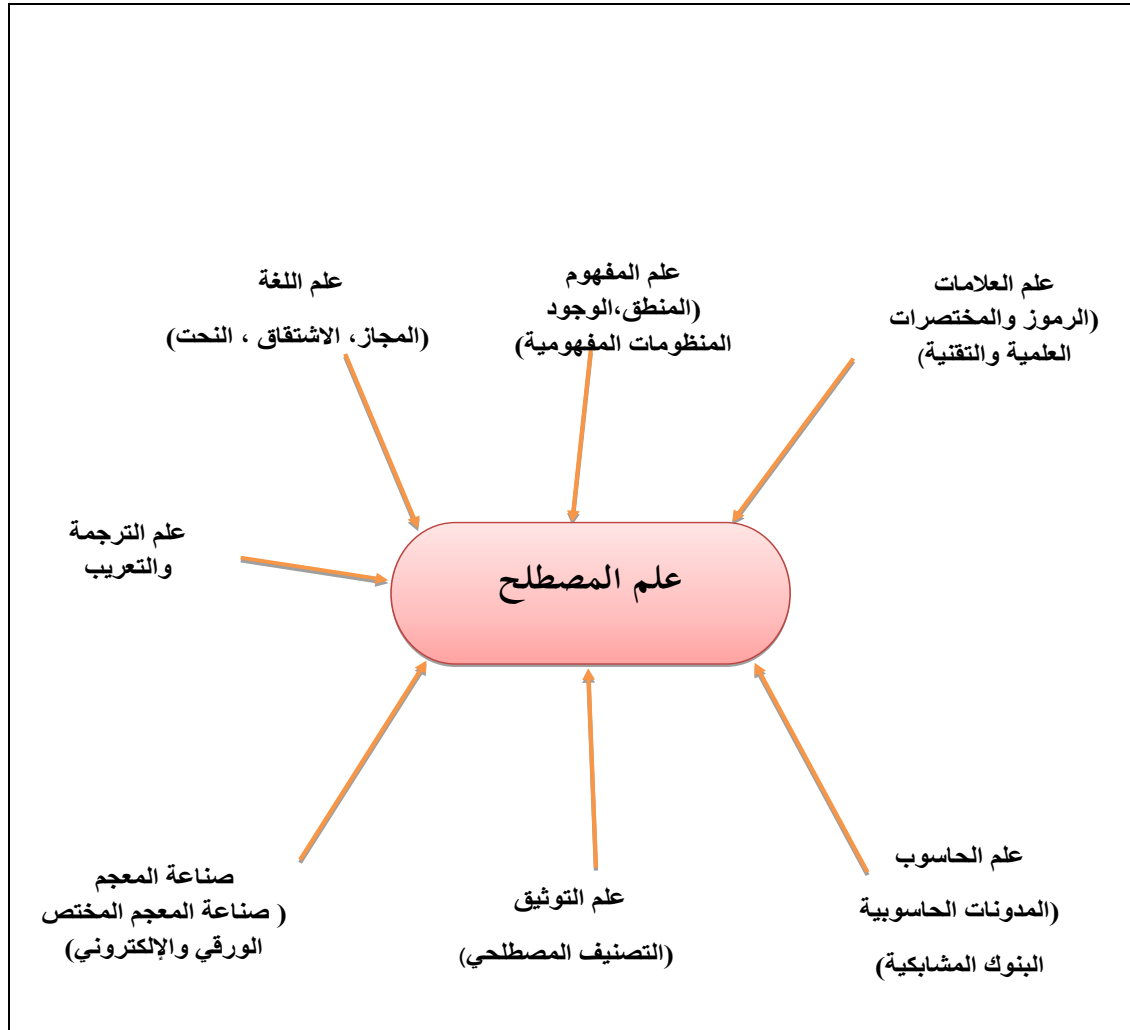 علم العلامات
(الرموز والمختصرات
العلمية والتقنية)
علم المفهوم
(المنطق،الوجود
المنظومات المفهومية)
علم اللغة
(المجاز، الاشتقاق ، النحت)
علم المصطلح
علم الترجمة
والتعريب
علم الحاسوب
(المدونات الحاسوبية
البنوك المشابكية)
علم التوثيق
(التصنيف المصطلحي)
صناعة المعجم
( صناعة المعجم المختص
الورقي والإلكتروني)